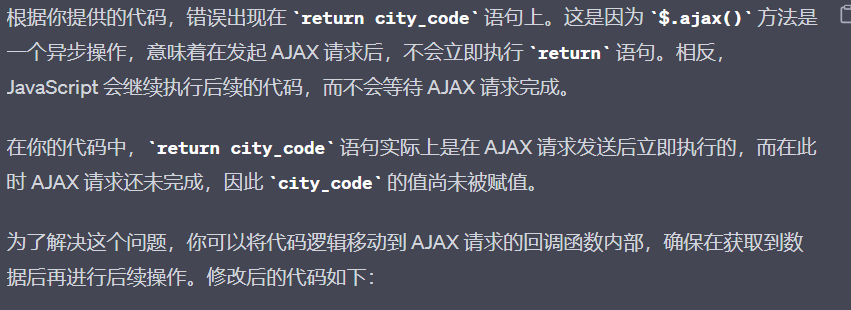 根据你提供的代码，错误出现在 `return city_code` 语句上。这是因为 `$.ajax()` 方法是
一个异步操作，意味着在发起 AJAX 请求后，不会立即执行 `return` 语句。相反，
JavaScript 会继续执行后续的代码，而不会等待 AJAX 请求完成。
在你的代码中，`return city_code` 语句实际上是在 AJAX 请求发送后立即执行的，而在此
时 AJAX 请求还未完成，因此 `city_code` 的值尚未被赋值。
为了解决这个问题，你可以将代码逻辑移动到 AJAX 请求的回调函数内部，确保在获取到数
据后再进行后续操作。修改后的代码如下：